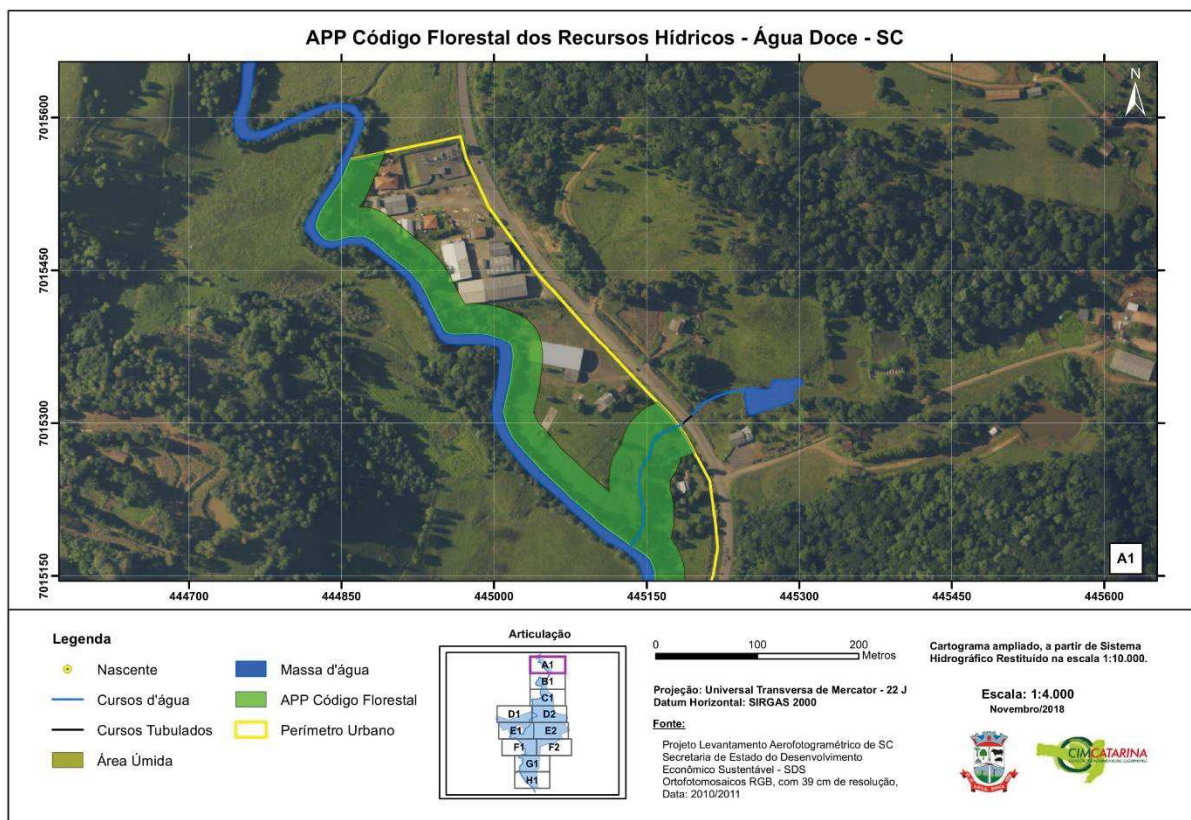 APP Código Florestal dos Recursos Hídricos - Água Doce - SC
N
7015600
7015450
7015300
7015150
A1
444700
444850
445000
445150
445300
445450
445600
Legenda
Nascente
Cursos d'água
Cursos Tubulados
Área Úmida
Massa d'água
APP Código Florestal
Perímetro Urbano
Articulação
A1
B1
C1
D1
D2
E1
E2
F1
F2
G1
H1
0 100 200
Metros
Projeção: Universal Transversa de Mercator - 22 J
Datum Horizontal: SIRGAS 2000
Fonte:
Projeto Levantamento Aerofotogramétrico de SC
Secretaria de Estado do Desenvolvimento
Econômico Sustentável - SDS
Ortofotomosaicos RGB, com 39 cm de resolução,
Data: 2010/2011
Cartograma ampliado, a partir de Sistema
Hidrográfico Restituído na escala 1:10.000.
Escala: 1:4.000
Novembro/2018
AGUA DOCE
CIMCATARINA